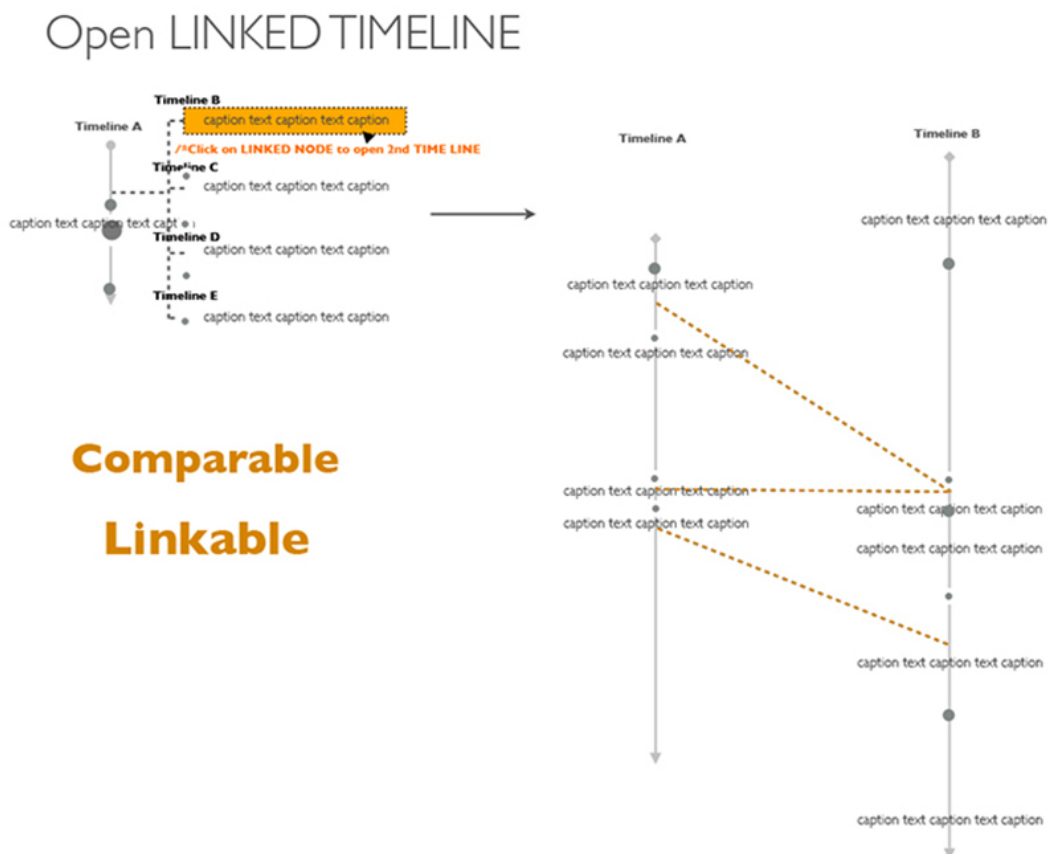 Open LINKED TIMELINE
Timeline B
caption text caption text caption
Timeline A
/*Click on LINKED NODE to open 2nd TIME LINE
Timeline C
caption text caption text caption
caption text caption text capt
Timeline D
caption text caption text caption
Timeline E
caption text caption text caption
Comparable
Linkable
Timeline A
caption text caption text caption
caption text caption text caption
caption text caption text caption
caption text caption text caption
Timeline B
caption text caption text caption
caption text caption text caption
caption text caption text caption
caption text caption text caption
caption text caption text caption